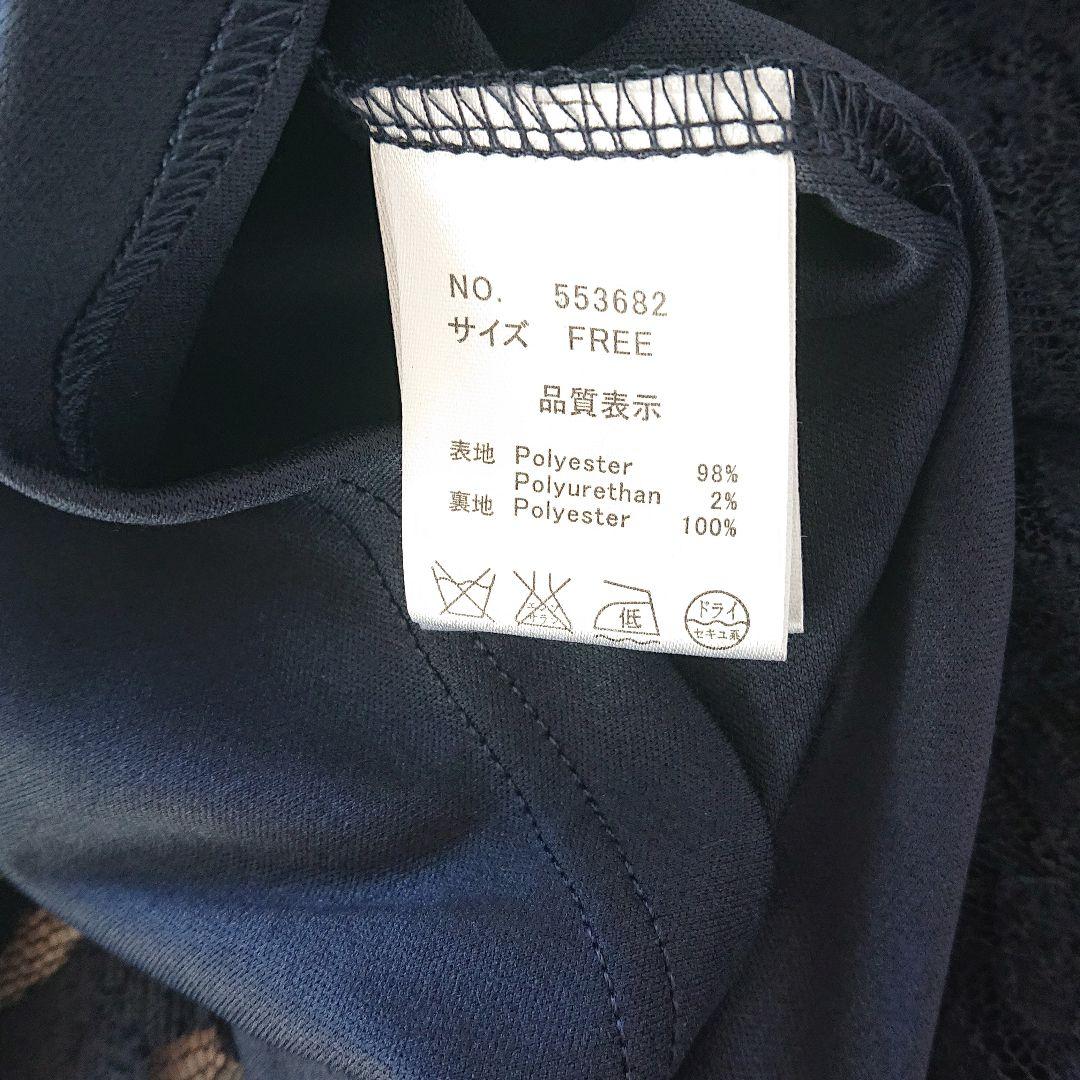 NO. 553682
サイズ FREE
品質表示
表地 Polyester 98%
Polyurethan 2%
裏地 Polyester 100%
低
ドライ
セキユ系